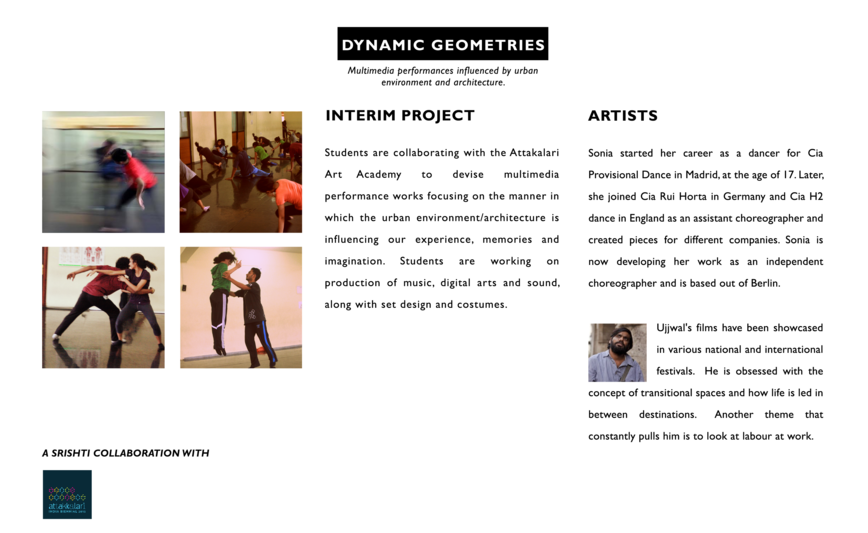 DYNAMIC GEOMETRIES
Multimedia performances influenced by urban
environment and architecture.
INTERIM PROJECT
Students are collaborating with the Attakalari
Art Academy to devise multimedia
performance works focusing on the manner in
which the urban environment/architecture is
influencing our experience, memories and
imagination. Students are working on
production of music, digital arts and sound,
along with set design and costumes.
ARTISTS
Sonia started her career as a dancer for Cia
Provisional Dance in Madrid, at the age of 17. Later,
she joined Cia Rui Horta in Germany and Cia H2
dance in England as an assistant choreographer and
created pieces for different companies. Sonia is
now developing her work as an independent
choreographer and is based out of Berlin.
Ujjwal's films have been showcased
in various national and international
festivals. He is obsessed with the
concept of transitional spaces and how life is led in
between destinations. Another theme that
constantly pulls him is to look at labour at work.
A SRISHTI COLLABORATION WITH
attakkalari